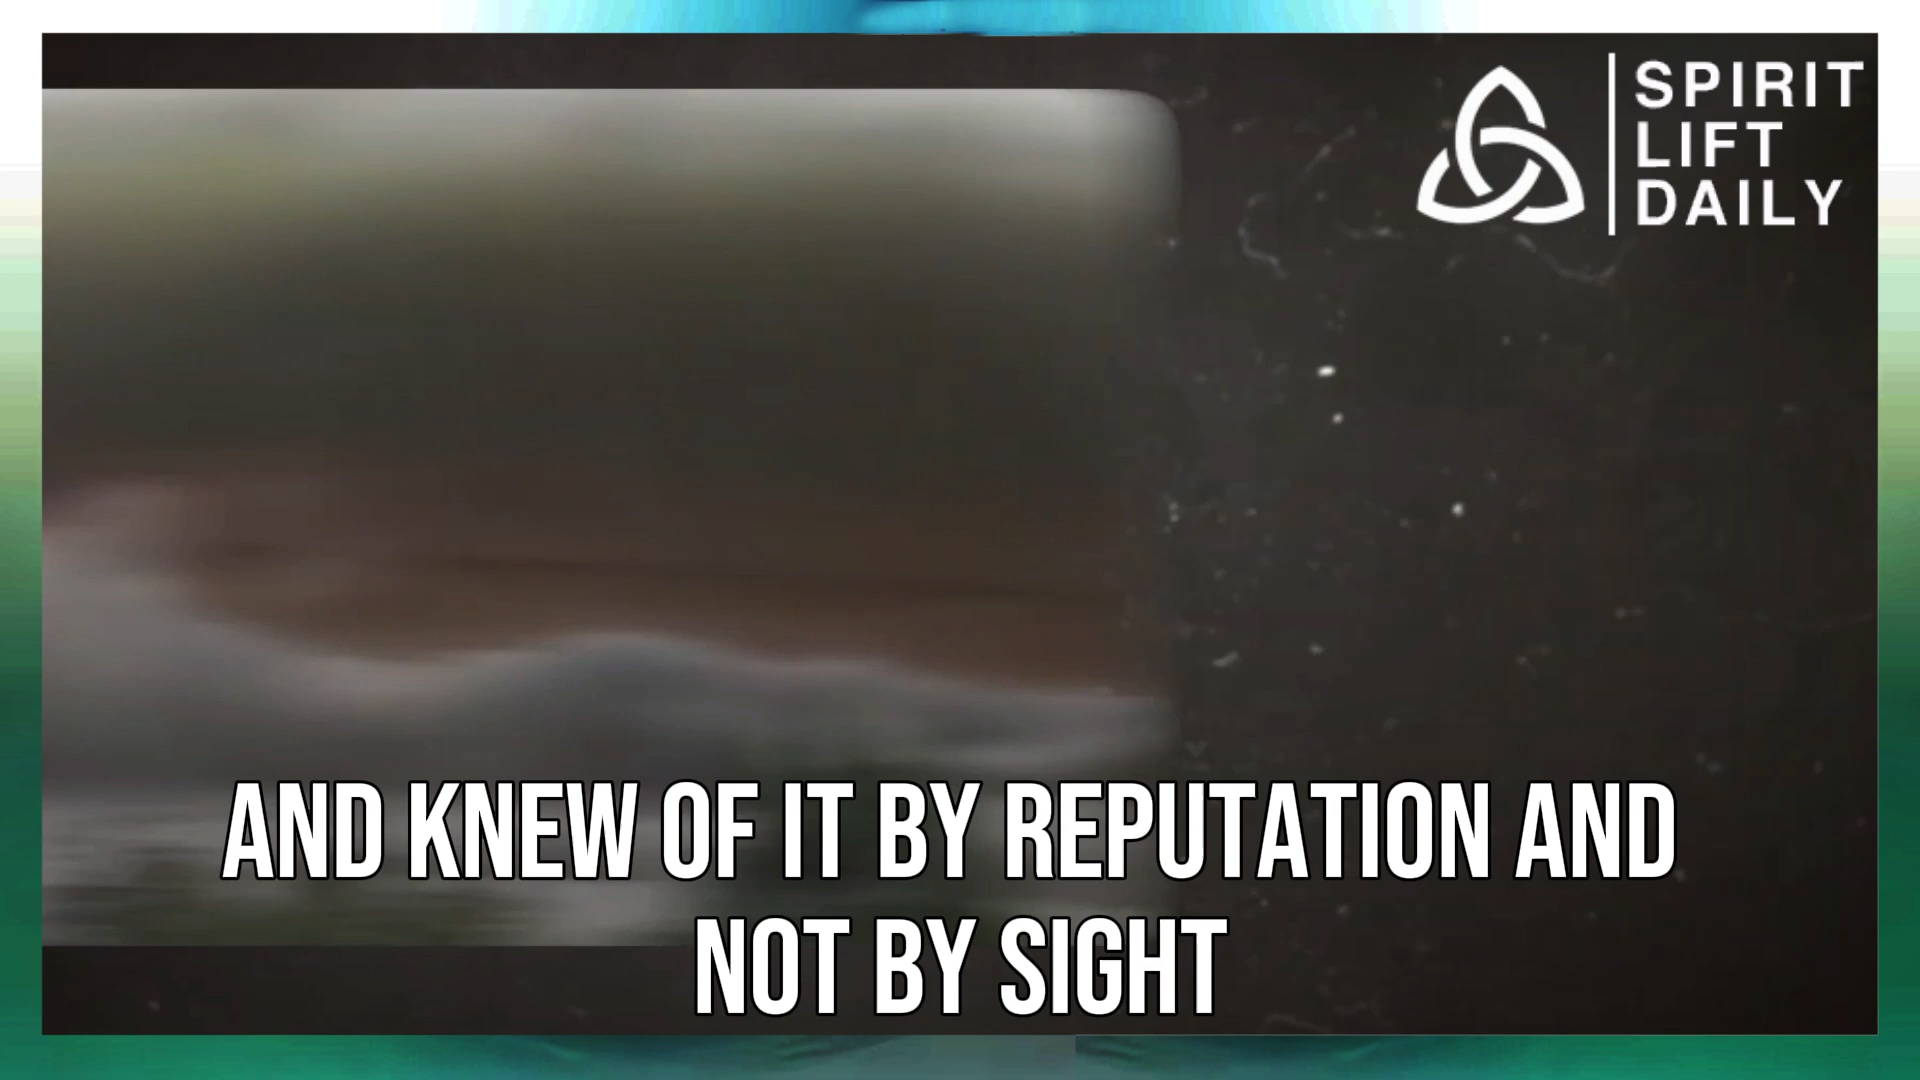 SPIRIT
LIFT
DAILY
AND KNEW OF IT BY REPUTATION AND
NOT BY SIGHT